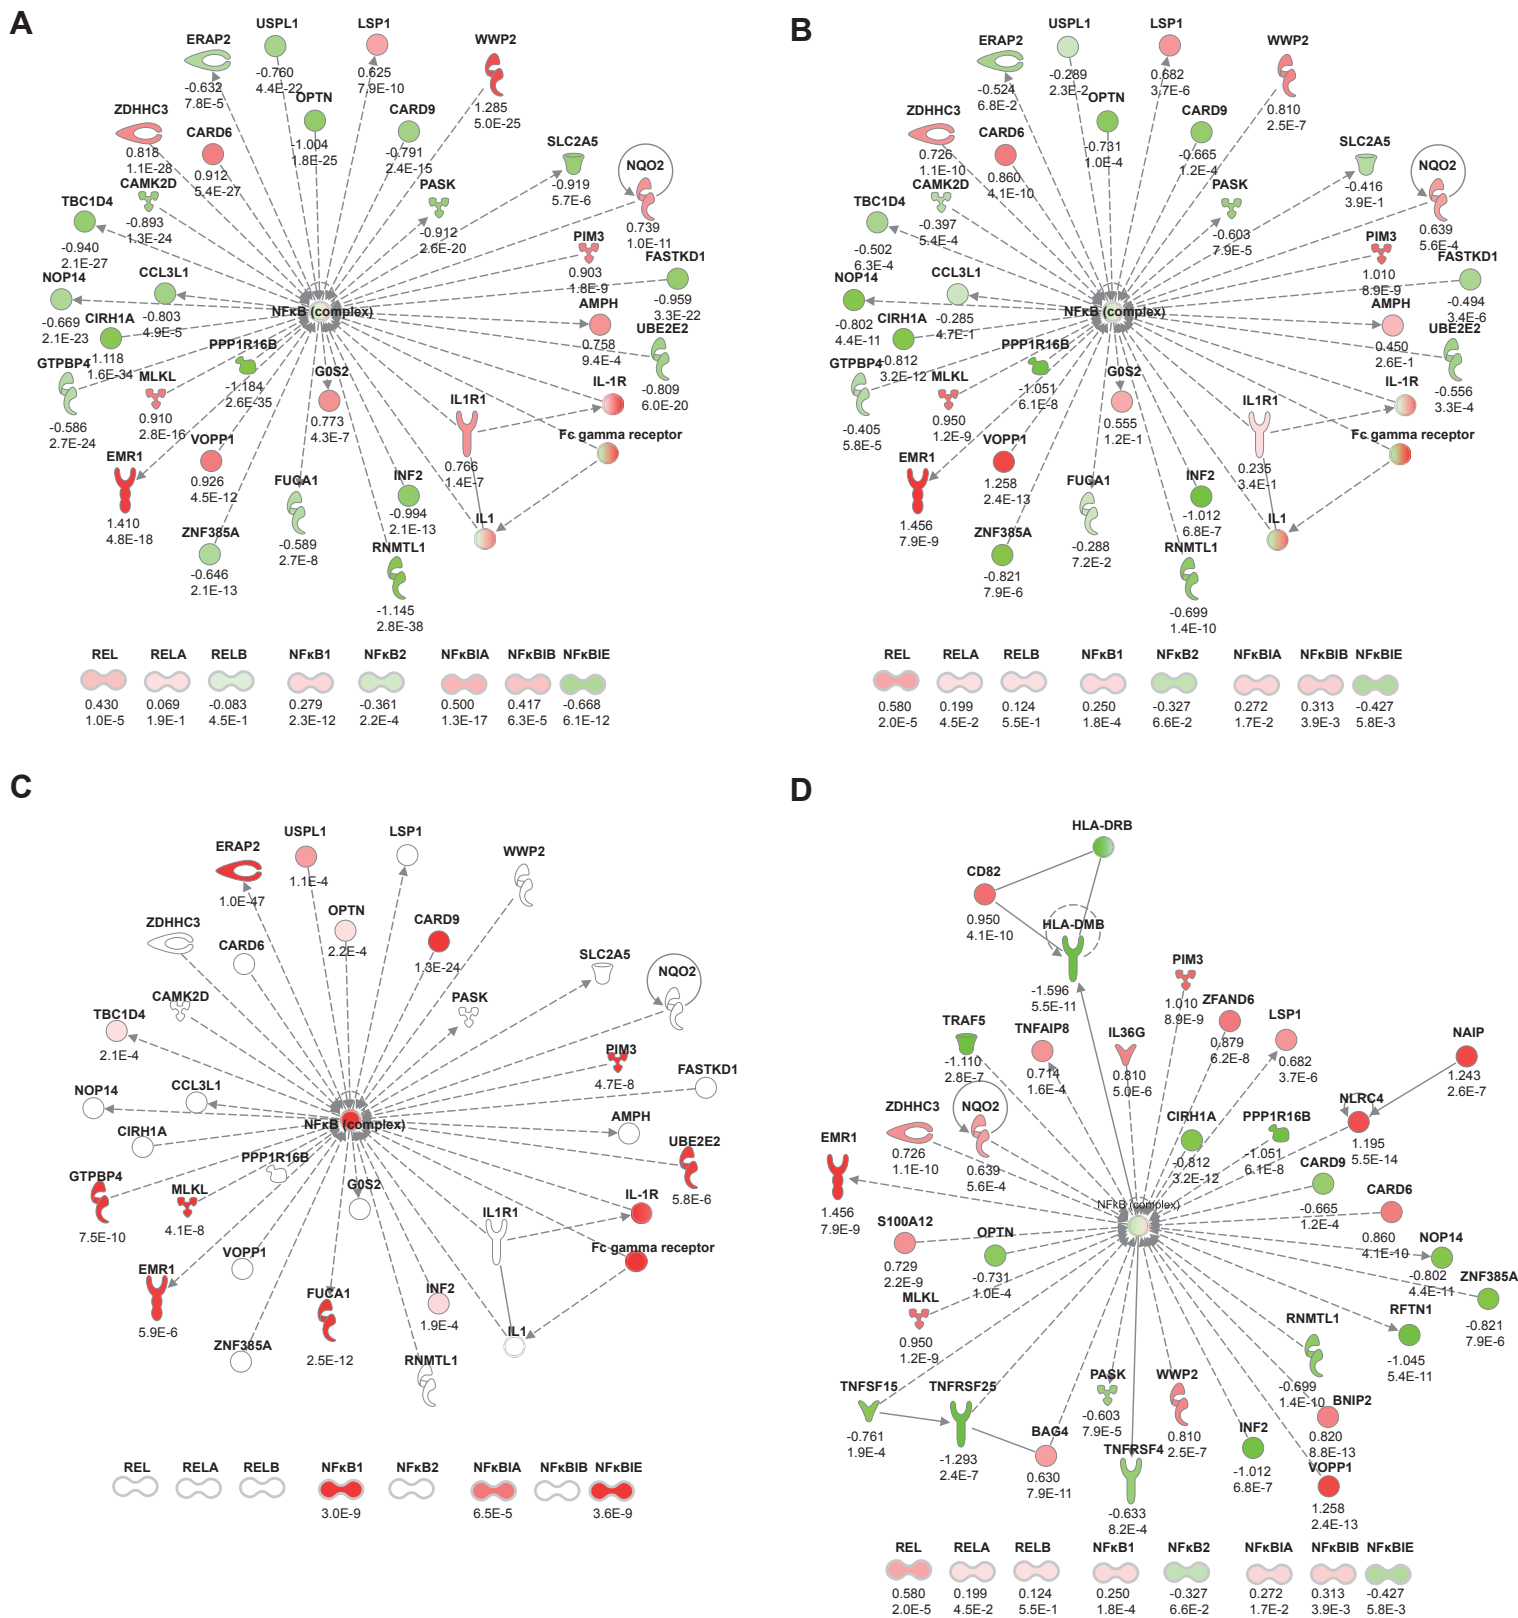 A
USPL1
-0.760
4.4E-22
LSP1
0.625
7.9E-10
ERAP2
-0.632
7.8E-5
WWP2
1.285
5.0E-25
OPTN
-1.004
1.8E-25
CARD9
-0.791
2.4E-15
ZDHHC3
0.818
1.1E-28
CARD6
0.912
5.4E-27
SLC2A5
-0.919
5.7E-6
NQO2
0.739
1.0E-11
CAMK2D
-0.893
1.3E-24
PASK
-0.912
2.6E-20
TBC1D4
-0.940
2.1E-27
PIM3
0.903
1.8E-9
FASTKD1
-0.959
3.3E-22
NOP14
-0.669
2.1E-23
CCL3L1
-0.803
4.9E-5
NFκB (complex)
AMPH
0.758
9.4E-4
CIRH1A
-1.118
1.6E-34
UBE2E2
-0.809
6.0E-20
PPP1R16B
-1.184
2.6E-35
GTPBP4
-0.586
2.7E-24
MLKL
0.910
2.8E-16
G0S2
0.773
4.3E-7
IL1R1
0.766
1.4E-7
IL-1R
Fc gamma receptor
VOPP1
0.926
4.5E-12
EMR1
1.410
4.8E-18
FUCA1
-0.589
2.7E-8
INF2
-0.994
2.1E-13
IL1
ZNF385A
-0.646
2.1E-13
RNMTL1
-1.145
2.8E-38
REL RELA RELB NFκB1 NFκB2 NFκBIA NFκBIB NFκBIE
0.430 0.069 -0.083 0.279 -0.361 0.500 0.417 -0.668
1.0E-5 1.9E-1 4.5E-1 2.3E-12 2.2E-4 1.3E-17 6.3E-5 6.1E-12
B
USPL1
-0.289
2.3E-2
LSP1
0.682
3.7E-6
ERAP2
-0.524
6.8E-2
WWP2
0.810
2.5E-7
OPTN
-0.731
1.0E-4
CARD9
-0.665
1.2E-4
ZDHHC3
0.726
1.1E-10
CARD6
0.860
4.1E-10
SLC2A5
-0.416
3.9E-1
NQO2
0.639
5.6E-4
CAMK2D
-0.397
5.4E-4
PASK
-0.603
7.9E-5
TBC1D4
-0.502
6.3E-4
PIM3
1.010
8.9E-9
FASTKD1
-0.494
3.4E-6
NOP14
-0.802
4.4E-11
CCL3L1
-0.285
4.7E-1
NFκB (complex)
AMPH
0.450
2.6E-1
CIRH1A
-0.812
3.2E-12
UBE2E2
-0.556
3.3E-4
PPP1R16B
-1.051
6.1E-8
GTPBP4
-0.405
5.8E-5
MLKL
0.950
1.2E-9
G0S2
0.555
1.2E-1
IL1R1
0.235
3.4E-1
IL-1R
Fc gamma receptor
VOPP1
1.258
2.4E-13
EMR1
1.456
7.9E-9
FUCA1
-0.288
7.2E-2
INF2
-1.012
6.8E-7
IL1
ZNF385A
-0.821
7.9E-6
RNMTL1
-0.699
1.4E-10
REL RELA RELB NFκB1 NFκB2 NFκBIA NFκBIB NFκBIE
0.580 0.199 0.124 0.250 -0.327 0.272 0.313 -0.427
2.0E-5 4.5E-2 5.5E-1 1.8E-4 6.6E-2 1.7E-2 3.9E-3 5.8E-3
C
USPL1
1.1E-4
LSP1
ERAP2
1.0E-47
WWP2
OPTN
2.2E-4
CARD9
1.3E-24
ZDHHC3
CARD6
SLC2A5
NQO2
CAMK2D
PASK
TBC1D4
2.1E-4
PIM3
4.7E-8
FASTKD1
NOP14
CCL3L1
NFκB (complex)
AMPH
CIRH1A
UBE2E2
5.8E-6
PPP1R16B
GTPBP4
7.5E-10
MLKL
4.1E-8
G0S2
IL1R1
IL-1R
Fc gamma receptor
VOPP1
EMR1
5.9E-6
FUCA1
2.5E-12
INF2
1.9E-4
IL1
ZNF385A
RNMTL1
REL RELA RELB NFκB1 NFκB2 NFκBIA NFκBIB NFκBIE
3.0E-9 6.5E-5 3.6E-9
D
HLA-DRB
CD82
0.950
4.1E-10
HLA-DMB
-1.596
5.5E-11
PIM3
1.010
8.9E-9
ZFAND6
0.879
6.2E-8
LSP1
0.682
3.7E-6
TRAF5
-1.110
2.8E-7
TNFAIP8
0.714
1.6E-4
IL36G
0.810
5.0E-6
NAIP
1.243
2.6E-7
NLRC4
1.195
5.5E-14
ZDHHC3
0.726
1.1E-10
NQO2
0.639
5.6E-4
CIRH1A
-0.812
3.2E-12
PPP1R16B
-1.051
6.1E-8
EMR1
1.456
7.9E-9
CARD9
-0.665
1.2E-4
CARD6
0.860
4.1E-10
NFkB (complex)
S100A12
0.729
2.2E-9
OPTN
-0.731
1.0E-4
NOP14
-0.802
4.4E-11
ZNF385A
-0.821
7.9E-6
MLKL
0.950
1.2E-9
RFTN1
-1.045
5.4E-11
RNMTL1
-0.699
1.4E-10
TNFSF15
-0.761
1.9E-4
TNFRSF25
-1.293
2.4E-7
PASK
-0.603
7.9E-5
WWP2
0.810
2.5E-7
BNIP2
0.820
8.8E-13
BAG4
0.630
7.9E-11
INF2
-1.012
6.8E-7
TNFRSF4
-0.633
8.2E-4
VOPP1
1.258
2.4E-13
REL RELA RELB NFκB1 NFκB2 NFκBIA NFκBIB NFκBIE
0.580 0.199 0.124 0.250 -0.327 0.272 0.313 -0.427
2.0E-5 4.5E-2 5.5E-1 1.8E-4 6.6E-2 1.7E-2 3.9E-3 5.8E-3